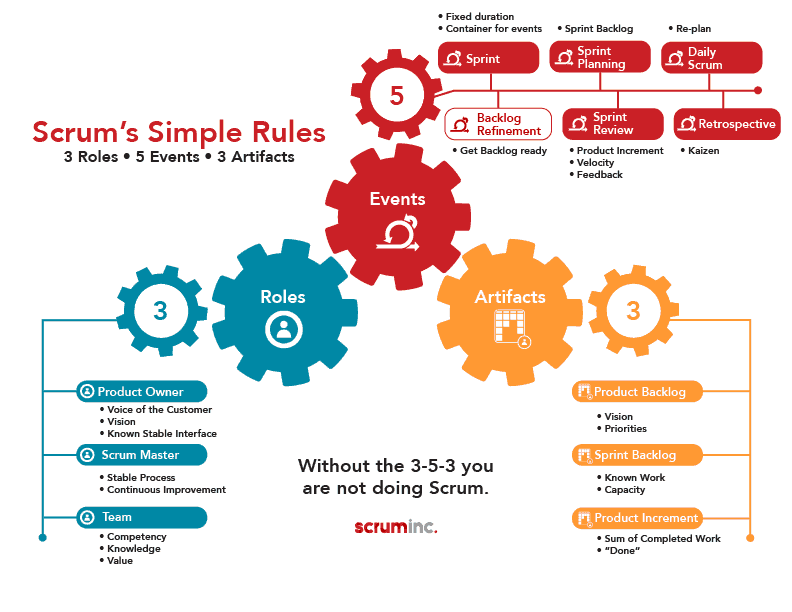 Scrum's Simple Rules
3 Roles • 5 Events • 3 Artifacts
5
• Fixed duration
• Container for events
Sprint
• Sprint Backlog
Sprint
Planning
• Re-plan
Daily
Scrum
Backlog
Refinement
• Get Backlog ready
Sprint
Review
• Product Increment
• Velocity
• Feedback
Retrospective
• Kaizen
Events
3
Roles
Artifacts
3
Product Owner
• Voice of the Customer
• Vision
• Known Stable Interface
Scrum Master
• Stable Process
• Continuous Improvement
Team
• Competency
• Knowledge
• Value
Product Backlog
• Vision
• Priorities
Sprint Backlog
• Known Work
• Capacity
Product Increment
• Sum of Completed Work
• “Done”
Without the 3-5-3 you
are not doing Scrum.
scruminc.